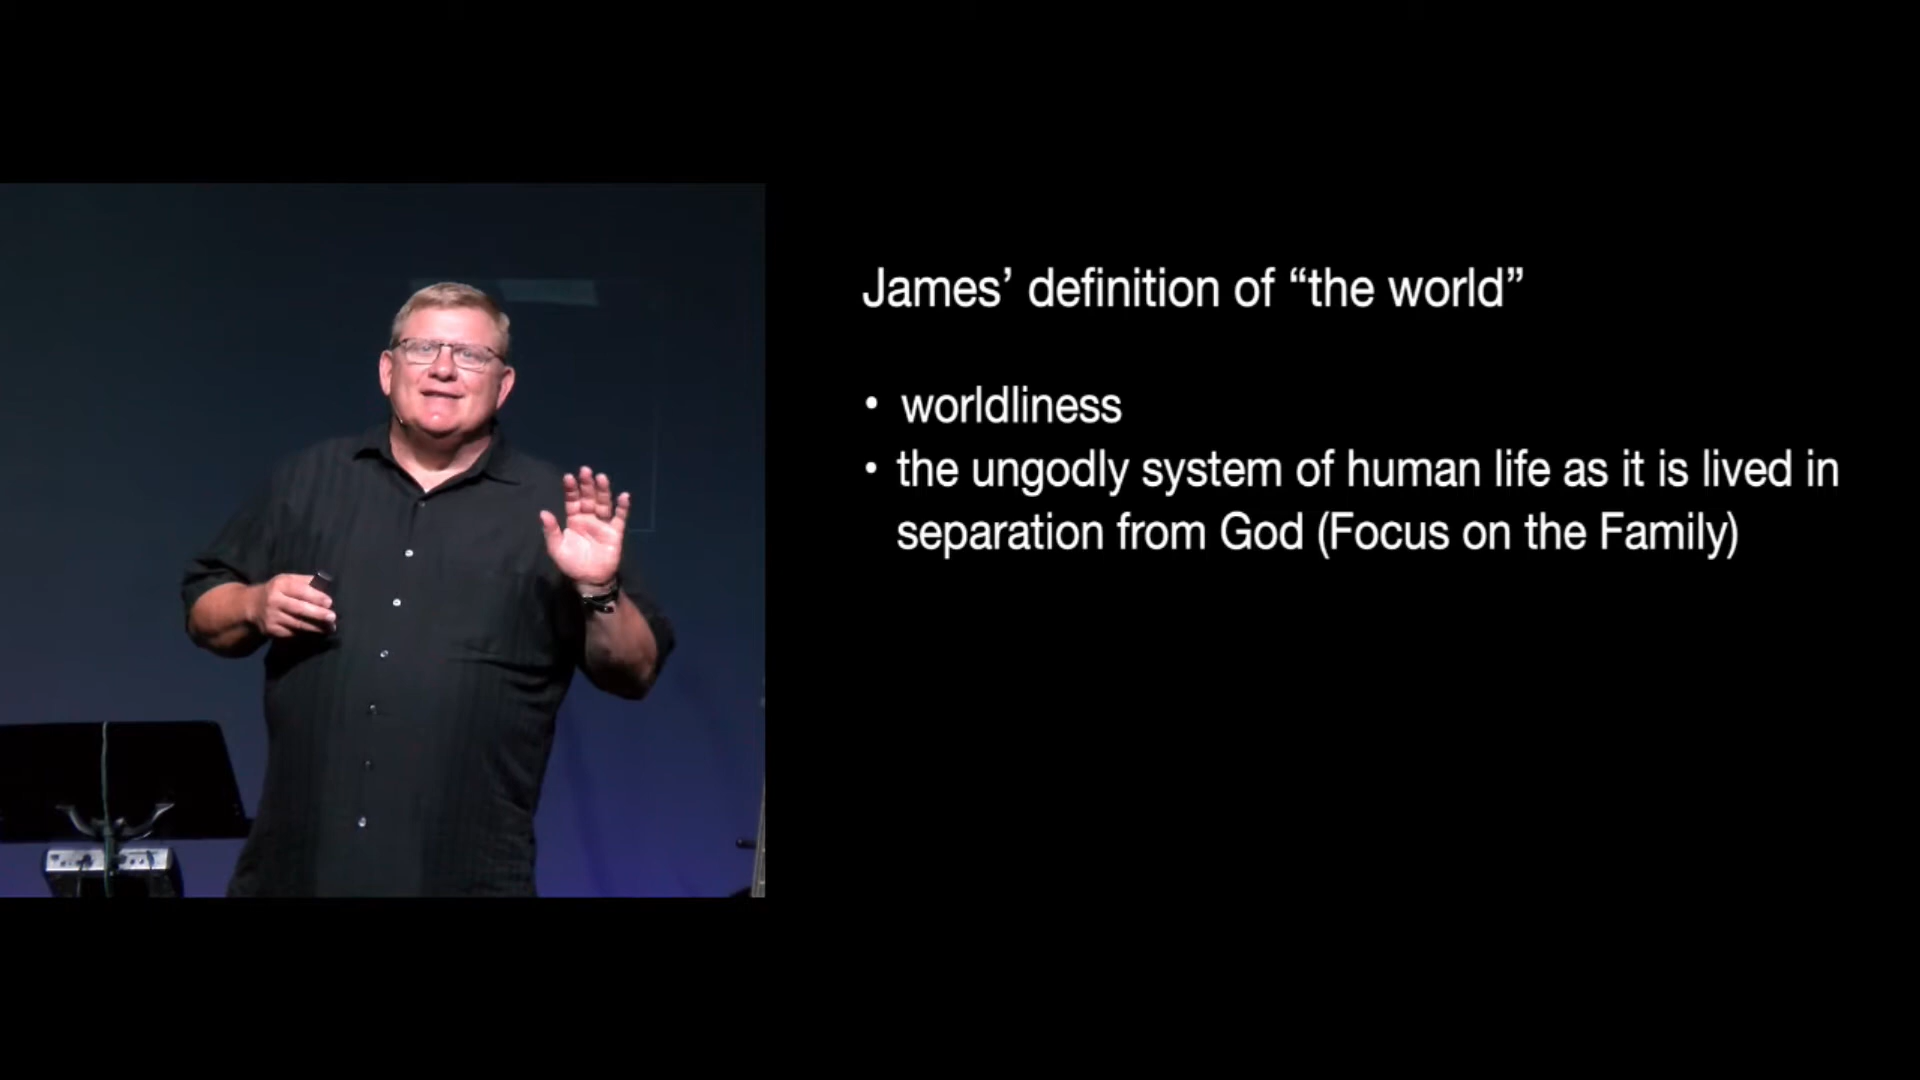 James’ definition of “the world”
• worldliness
• the ungodly system of human life as it is lived in
separation from God (Focus on the Family)